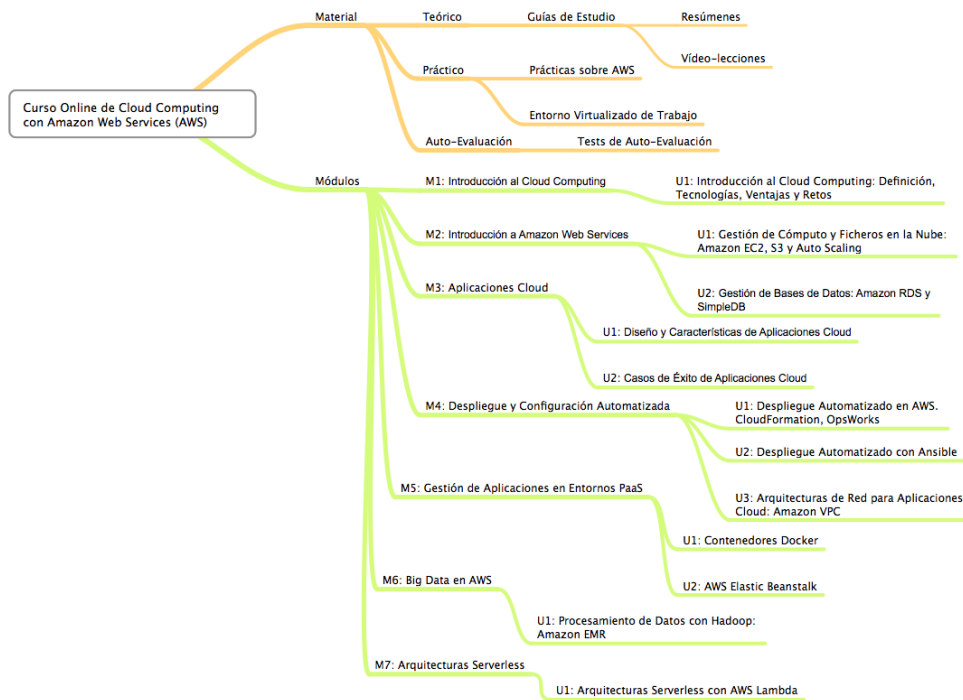 Curso Online de Cloud Computing
con Amazon Web Services (AWS)
Material
Teórico
Guías de Estudio
Resúmenes
Vídeo-lecciones
Práctico
Prácticas sobre AWS
Entorno Virtualizado de Trabajo
Auto-Evaluación
Tests de Auto-Evaluación
Módulos
M1: Introducción al Cloud Computing
U1: Introducción al Cloud Computing: Definición,
Tecnologías, Ventajas y Retos
M2: Introducción a Amazon Web Services
U1: Gestión de Cómputo y Ficheros en la Nube:
Amazon EC2, S3 y Auto Scaling
U2: Gestión de Bases de Datos: Amazon RDS y
SimpleDB
M3: Aplicaciones Cloud
U1: Diseño y Características de Aplicaciones Cloud
U2: Casos de Éxito de Aplicaciones Cloud
M4: Despliegue y Configuración Automatizada
U1: Despliegue Automatizado en AWS.
CloudFormation, OpsWorks
U2: Despliegue Automatizado con Ansible
U3: Arquitecturas de Red para Aplicaciones
Cloud: Amazon VPC
M5: Gestión de Aplicaciones en Entornos PaaS
U1: Contenedores Docker
U2: AWS Elastic Beanstalk
M6: Big Data en AWS
U1: Procesamiento de Datos con Hadoop:
Amazon EMR
M7: Arquitecturas Serverless
U1: Arquitecturas Serverless con AWS Lambda